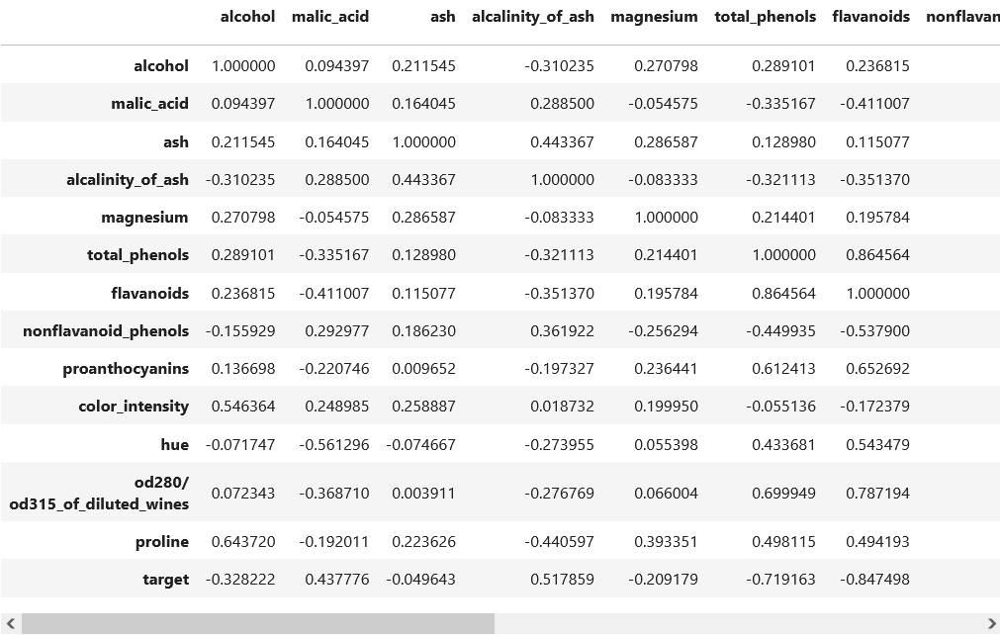 alcohol malic_acid ash alcalinity_of_ash magnesium total_phenols flavanoids nonflavan
alcohol 1.000000 0.094397 0.211545 -0.310235 0.270798 0.289101 0.236815
malic_acid 0.094397 1.000000 0.164045 0.288500 -0.054575 -0.335167 -0.411007
ash 0.211545 0.164045 1.000000 0.443367 0.286587 0.128980 0.115077
alcalinity_of_ash -0.310235 0.288500 0.443367 1.000000 -0.083333 -0.321113 -0.351370
magnesium 0.270798 -0.054575 0.286587 -0.083333 1.000000 0.214401 0.195784
total_phenols 0.289101 -0.335167 0.128980 -0.321113 0.214401 1.000000 0.864564
flavanoids 0.236815 -0.411007 0.115077 -0.351370 0.195784 0.864564 1.000000
nonflavanoid_phenols -0.155929 0.292977 0.186230 0.361922 -0.256294 -0.449935 -0.537900
proanthocyanins 0.136698 -0.220746 0.009652 -0.197327 0.236441 0.612413 0.652692
color_intensity 0.546364 0.248985 0.258887 0.018732 0.199950 -0.055136 -0.172379
hue -0.071747 -0.561296 -0.074667 -0.273955 0.055398 0.433681 0.543479
od280/
od315_of_diluted_wines 0.072343 -0.368710 0.003911 -0.276769 0.066004 0.699949 0.787194
proline 0.643720 -0.192011 0.223626 -0.440597 0.393351 0.498115 0.494193
target -0.328222 0.437776 -0.049643 0.517859 -0.209179 -0.719163 -0.847498